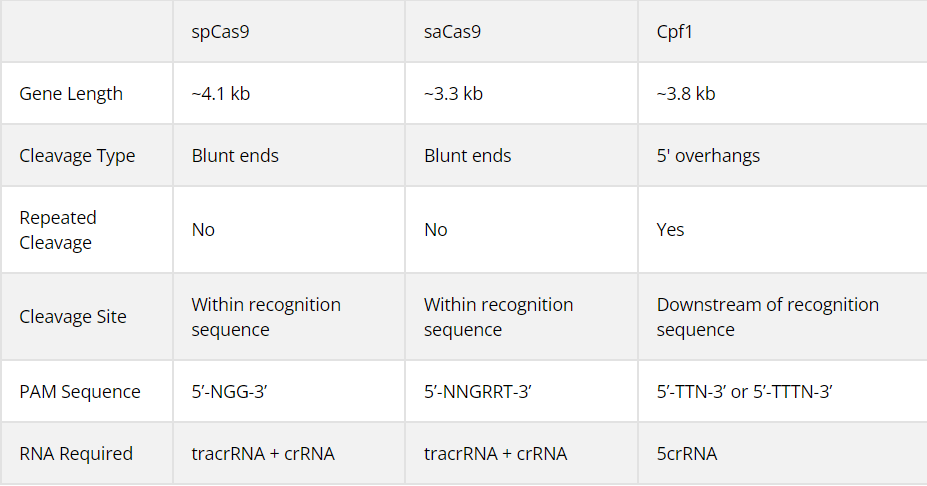 spCas9 saCas9 Cpf1
Gene Length ~4.1 kb ~3.3 kb ~3.8 kb
Cleavage Type Blunt ends Blunt ends 5' overhangs
Repeated
Cleavage
No No Yes
Cleavage Site
Within recognition
sequence
Within recognition
sequence
Downstream of recognition
sequence
PAM Sequence 5’-NGG-3’ 5’-NNGRRT-3’ 5’-TTN-3’ or 5’-TTTN-3’
RNA Required tracrRNA + crRNA tracrRNA + crRNA 5crRNA